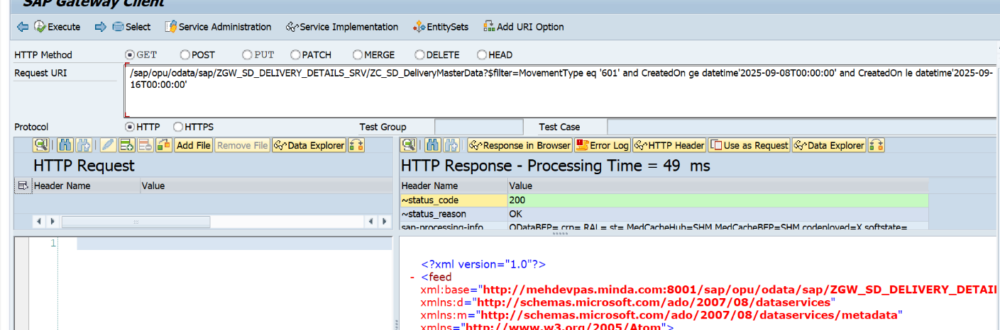 SAP Gateway Client
Execute Select Service Administration Service Implementation EntitySets Add URI Option
HTTP Method GET POST PUT PATCH MERGE DELETE HEAD
Request URI
/sap/opu/odata/sap/ZGW_SD_DELIVERY_DETAILS_SRV/ZC_SD_DeliveryMasterData?$filter=MovementType eq '601' and CreatedOn ge datetime'2025-09-08T00:00:00' and CreatedOn le datetime'2025-09-
16T00:00:00'
Protocol HTTP HTTPS Test Group Test Case
Add File Remove File Data Explorer Response in Browser Error Log HTTP Header Use as Request Data Explorer
HTTP Request HTTP Response - Processing Time = 49 ms
Header Name Value Header Name Value
~status_code 200
~status_reason OK
sap-processing-info ODataBEP= crp= RAL= st= MedCacheHub=SHM MedCacheBEP=SHM codeployed=X softstate=
1
<?xml version="1.0"?>
- <feed
xml:base="http://mehdevpas.minda.com:8001/sap/opu/odata/sap/ZGW_SD_DELIVERY_DETAI
xmlns:d="http://schemas.microsoft.com/ado/2007/08/dataservices"
xmlns:m="http://schemas.microsoft.com/ado/2007/08/dataservices/metadata"
xmlns="http://www.w3.org/2005/Atom">